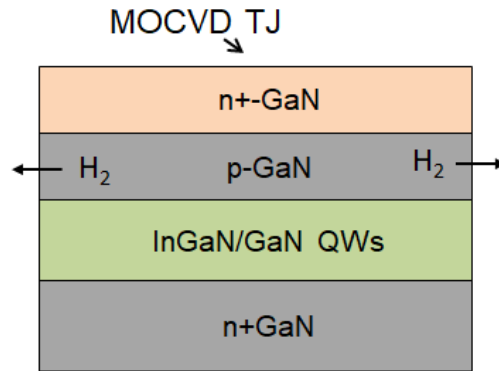 MOCVD TJ
n+-GaN
H₂ p-GaN H₂
InGaN/GaN QWs
n+GaN